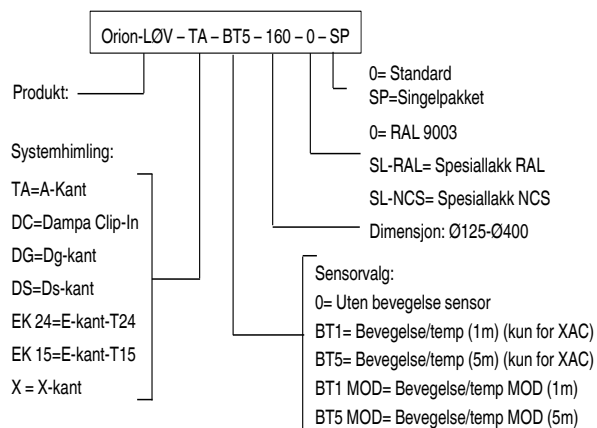 Orion-LØV – TA – BT5 – 160 – 0 – SP
Produkt:
Systemhimling:
TA=A-Kant
DC=Dampa Clip-In
DG=Dg-kant
DS=Ds-kant
EK 24=E-kant-T24
EK 15=E-kant-T15
X = X-kant
0= Standard
SP=Singelpakket
0= RAL 9003
SL-RAL= Spesiallakk RAL
SL-NCS= Spesiallakk NCS
Dimensjon: Ø125-Ø400
Sensorvalg:
0= Uten bevegelse sensor
BT1= Bevegelse/temp (1m) (kun for XAC)
BT5= Bevegelse/temp (5m) (kun for XAC)
BT1 MOD= Bevegelse/temp MOD (1m)
BT5 MOD= Bevegelse/temp MOD (5m)